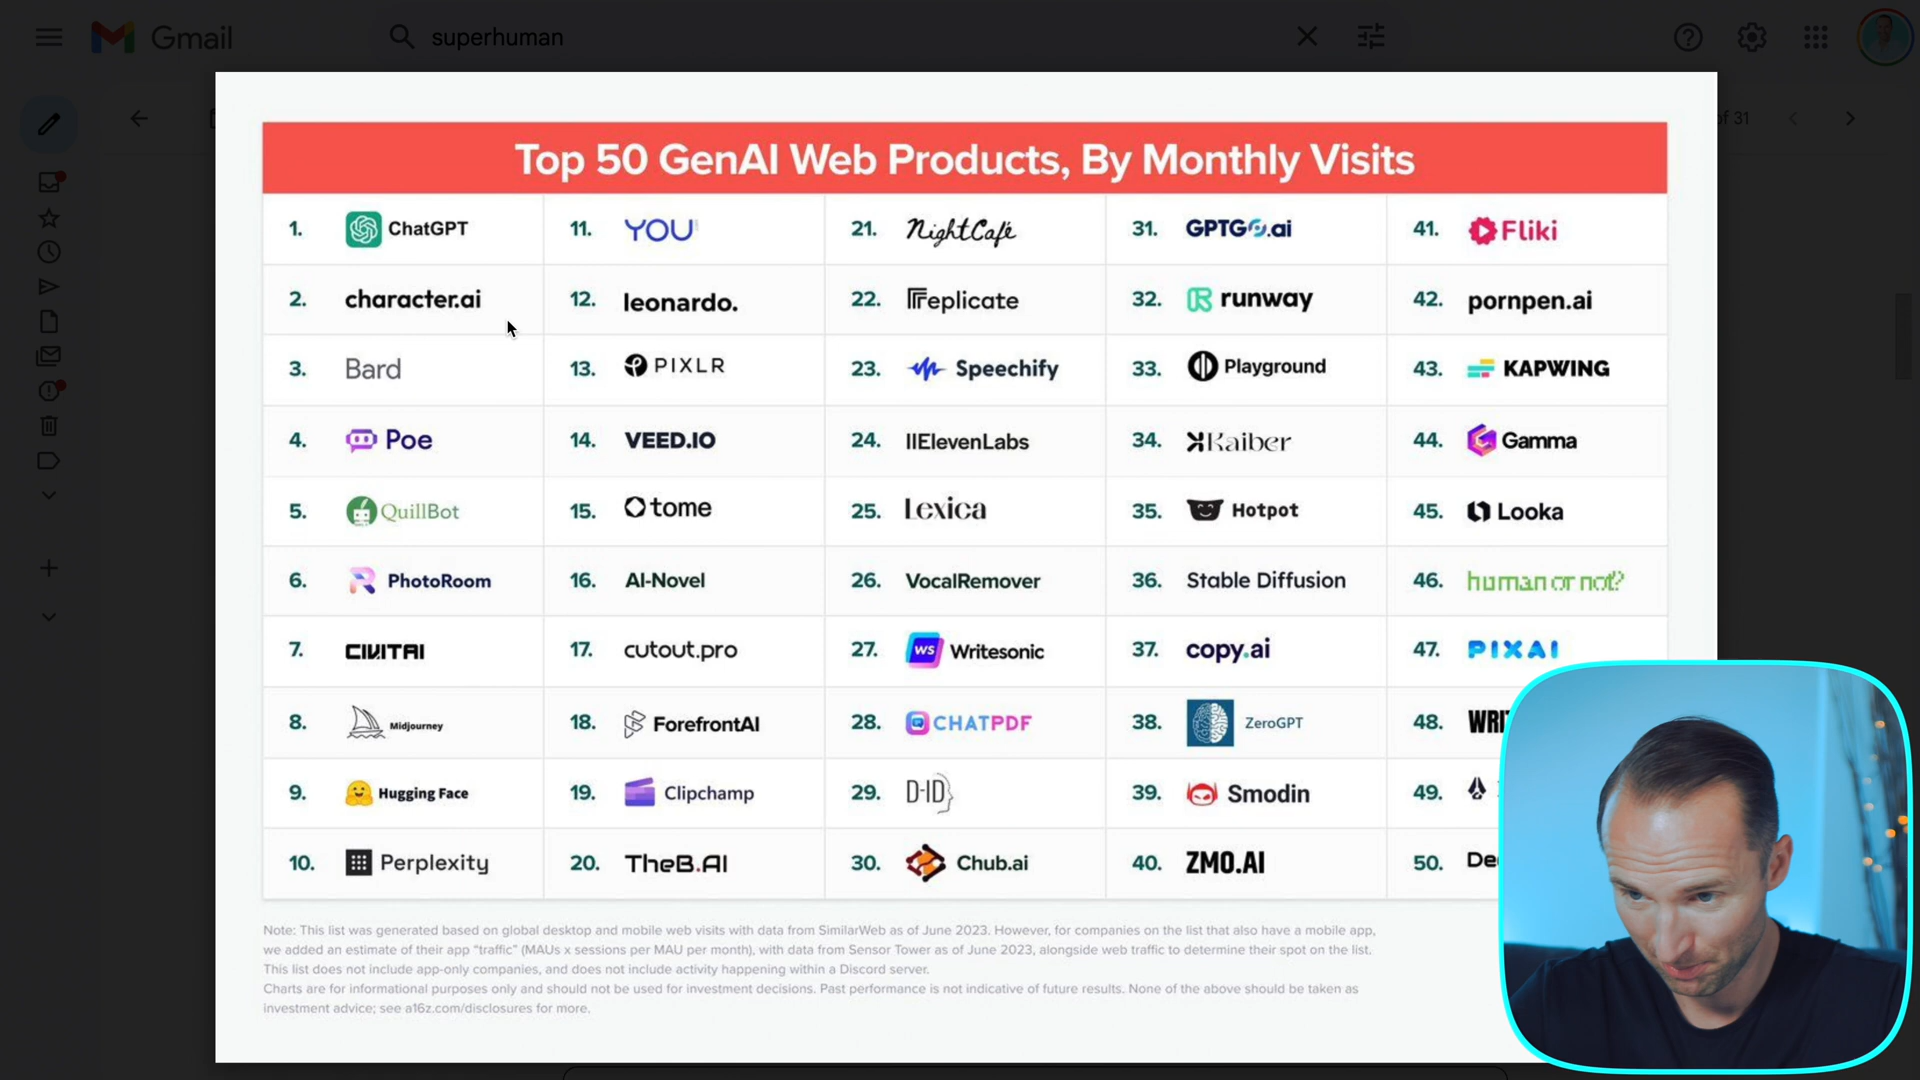 Gmail
superhuman
of 31
Top 50 GenAI Web Products, By Monthly Visits
1. ChatGPT
2. character.ai
3. Bard
4. Poe
5. QuillBot
6. PhotoRoom
7. CIVITAI
8. Midjourney
9. Hugging Face
10. Perplexity
11. YOU
12. leonardo.
13. PIXLR
14. VEED.IO
15. tome
16. AI-Novel
17. cutout.pro
18. ForefrontAI
19. Clipchamp
20. TheB.AI
21. NightCafé
22. Replicate
23. Speechify
24. IIElevenLabs
25. Lexica
26. VocalRemover
27. WS Writesonic
28. CHATPDF
29. D-ID
30. Chub.ai
31. GPTGO.ai
32. runway
33. Playground
34. Kaiber
35. Hotpot
36. Stable Diffusion
37. copy.ai
38. ZeroGPT
39. Smodin
40. ZMO.AI
41. Fliki
42. pornpen.ai
43. KAPWING
44. Gamma
45. Looka
46. human or not?
47. PIXAI
48.
49.
50.
Note: This list was generated based on global desktop and mobile web visits with data from SimilarWeb as of June 2023. However, for companies on the list that also have a mobile app,
we added an estimate of their app “traffic” (MAUs x sessions per MAU per month), with data from Sensor Tower as of June 2023, alongside web traffic to determine their spot on the list.
This list does not include app-only companies, and does not include activity happening within a Discord server.
Charts are for informational purposes only and should not be used for investment decisions. Past performance is not indicative of future results. None of the above should be taken as
investment advice; see a16z.com/disclosures for more.